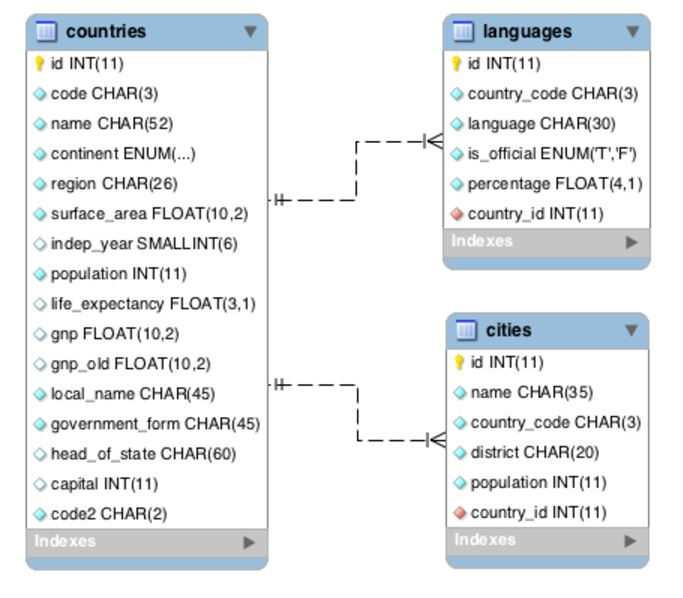 countries
id INT(11)
code CHAR(3)
name CHAR(52)
continent ENUM(...)
region CHAR(26)
surface_area FLOAT(10,2)
indep_year SMALLINT(6)
population INT(11)
life_expectancy FLOAT(3,1)
gnp FLOAT(10,2)
gnp_old FLOAT(10,2)
local_name CHAR(45)
government_form CHAR(45)
head_of_state CHAR(60)
capital INT(11)
code2 CHAR(2)
Indexes
languages
id INT(11)
country_code CHAR(3)
language CHAR(30)
is_official ENUM('T','F')
percentage FLOAT(4,1)
country_id INT(11)
Indexes
cities
id INT(11)
name CHAR(35)
country_code CHAR(3)
district CHAR(20)
population INT(11)
country_id INT(11)
Indexes